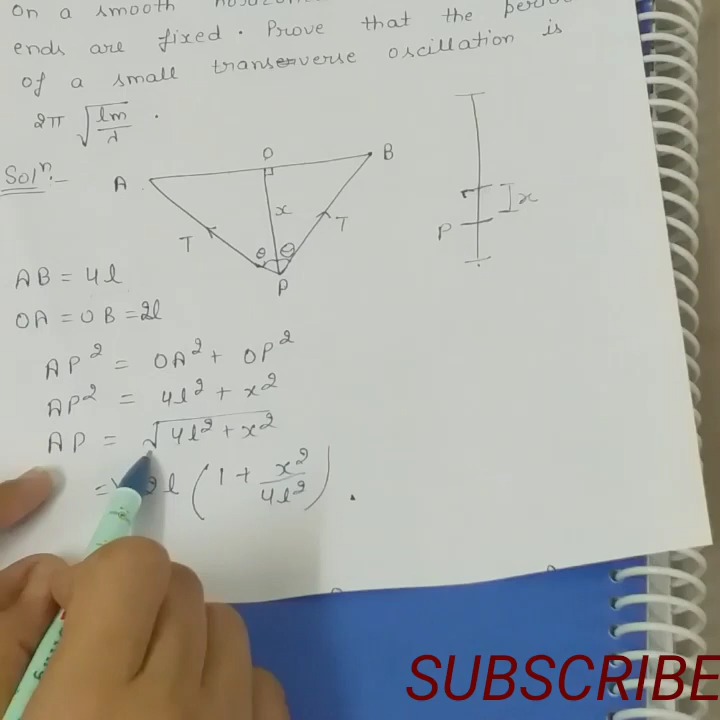 on a smooth
ends are fixed. Prove that the
of a small transverse oscillation is
2π √(lm/λ) .
Solⁿ:-
A
O
B
x
T
T
θ
θ
P
x
P
AB = 4l
OA = OB = 2l
AP² = OA² + OP²
AP² = 4l² + x²
AP = √(4l² + x²)
= 2l (1 + x²/4l²) .
SUBSCRIBE